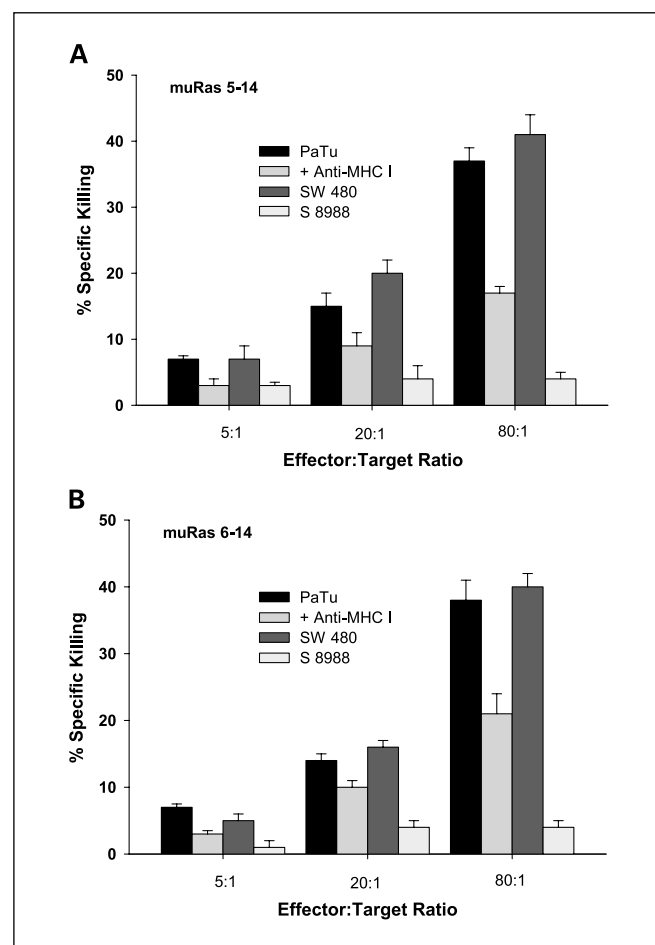 A
muRas 5-14
PaTu
+ Anti-MHC I
SW 480
S 8988
50
40
30
20
10
0
% Specific Killing
5:1 20:1 80:1
Effector:Target Ratio
B
muRas 6-14
PaTu
+ Anti-MHC I
SW 480
S 8988
50
40
30
20
10
0
% Specific Killing
5:1 20:1 80:1
Effector:Target Ratio